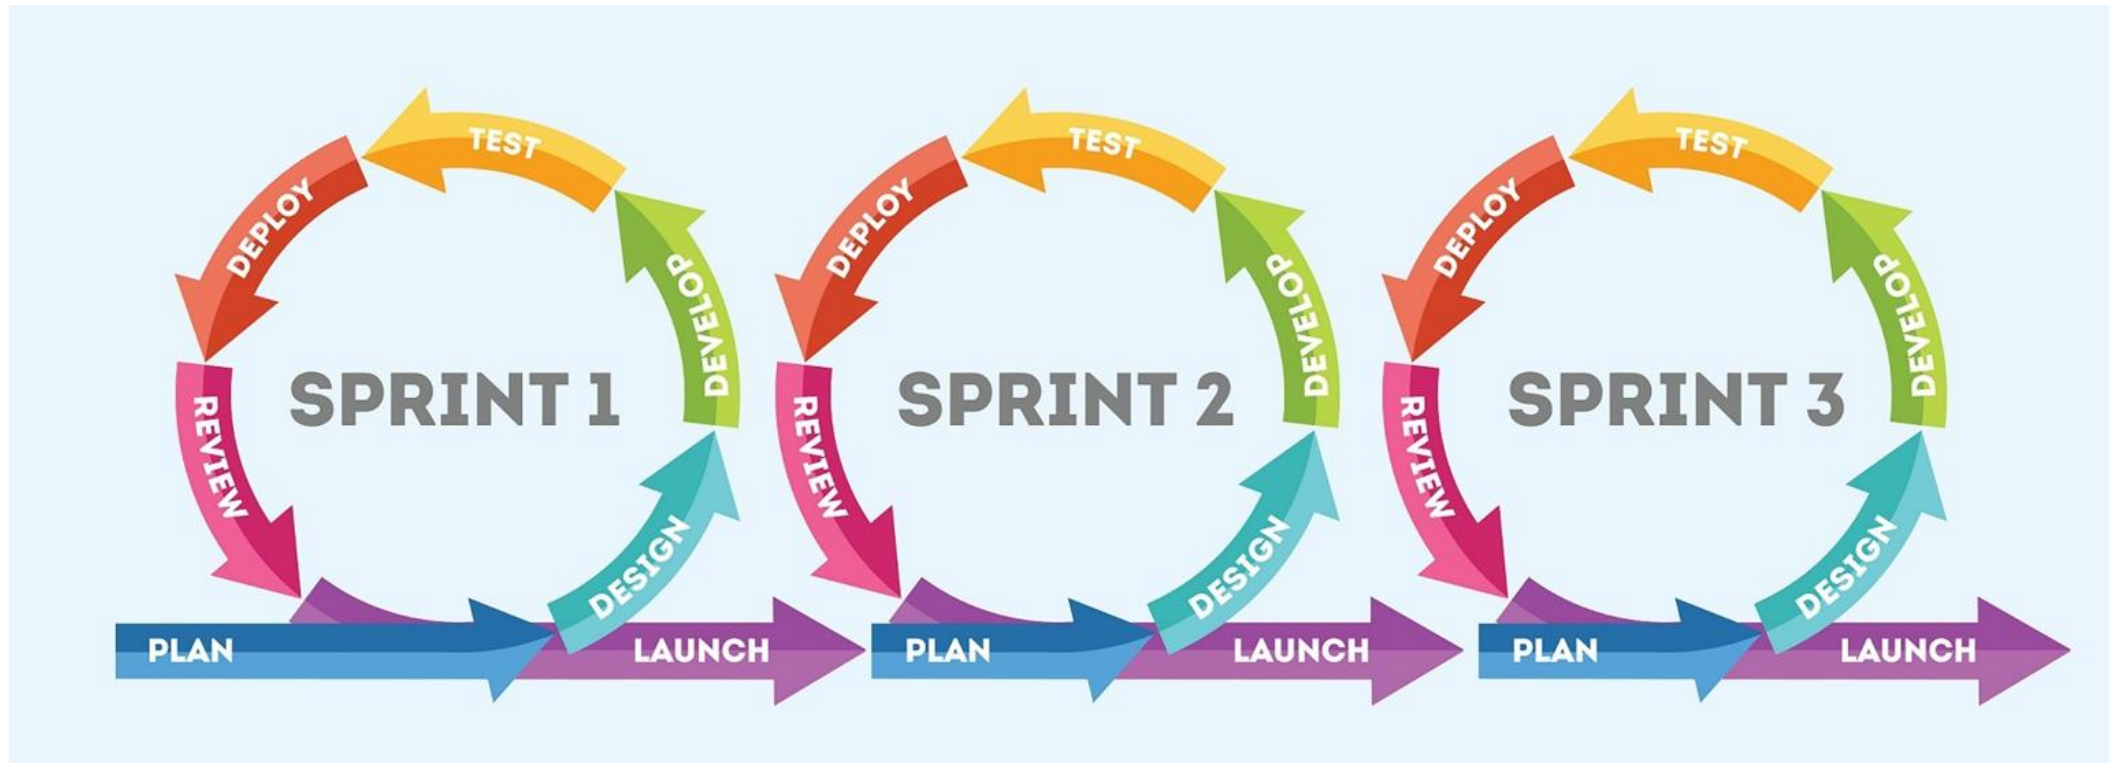 SPRINT 1
PLAN
DESIGN
DEVELOP
TEST
DEPLOY
REVIEW
LAUNCH
SPRINT 2
PLAN
DESIGN
DEVELOP
TEST
DEPLOY
REVIEW
LAUNCH
SPRINT 3
PLAN
DESIGN
DEVELOP
TEST
DEPLOY
REVIEW
LAUNCH